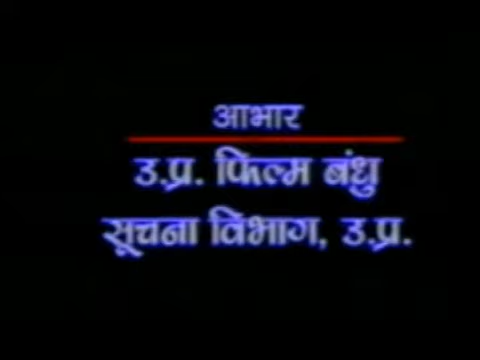 आभार
उ.प्र. फिल्म बंधु
सूचना विभाग, उ.प्र.